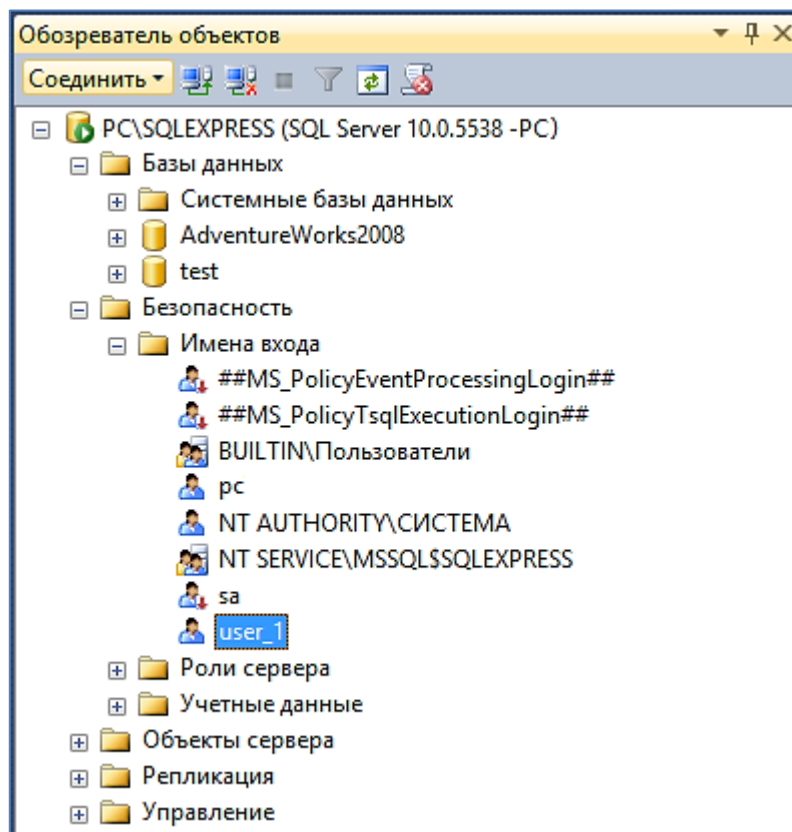 Обозреватель объектов
Соединить
PC\SQLEXPRESS (SQL Server 10.0.5538 -PC)
Базы данных
Системные базы данных
AdventureWorks2008
test
Безопасность
Имена входа
##MS_PolicyEventProcessingLogin##
##MS_PolicyTsqlExecutionLogin##
BUILTIN\Пользователи
pc
NT AUTHORITY\СИСТЕМА
NT SERVICE\MSSQL$SQLEXPRESS
sa
user_1
Роли сервера
Учетные данные
Объекты сервера
Репликация
Управление